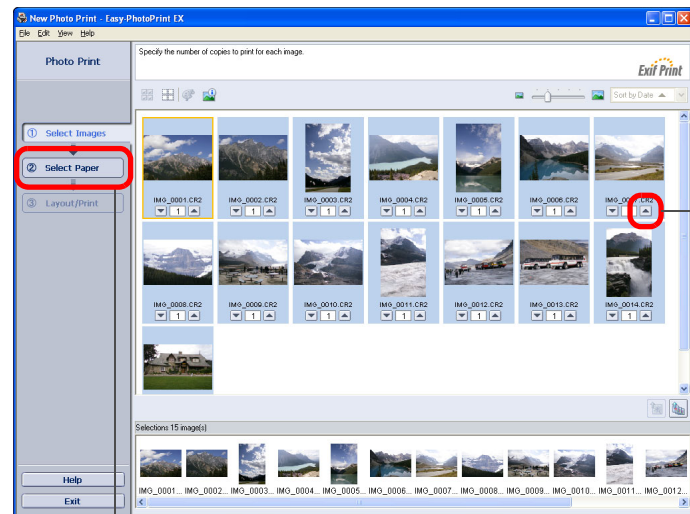 New Photo Print - Easy-PhotoPrint EX
File Edit View Help
Photo Print
Specify the number of copies to print for each image.
Exif Print
Sort by Date
① Select Images
② Select Paper
③ Layout/Print
IMG_0001.CR2 IMG_0002.CR2 IMG_0003.CR2 IMG_0004.CR2 IMG_0005.CR2 IMG_0006.CR2 IMG_0007.CR2
1 1 1 1 1 1
IMG_0008.CR2 IMG_0009.CR2 IMG_0010.CR2 IMG_0011.CR2 IMG_0012.CR2 IMG_0013.CR2 IMG_0014.CR2
1 1 1 1 1 1 1
Selections 15 image(s)
IMG_0001... IMG_0002... IMG_0003... IMG_0004... IMG_0005... IMG_0006... IMG_0007... IMG_0008... IMG_0009... IMG_0010... IMG_0011... IMG_0012...
Help
Exit